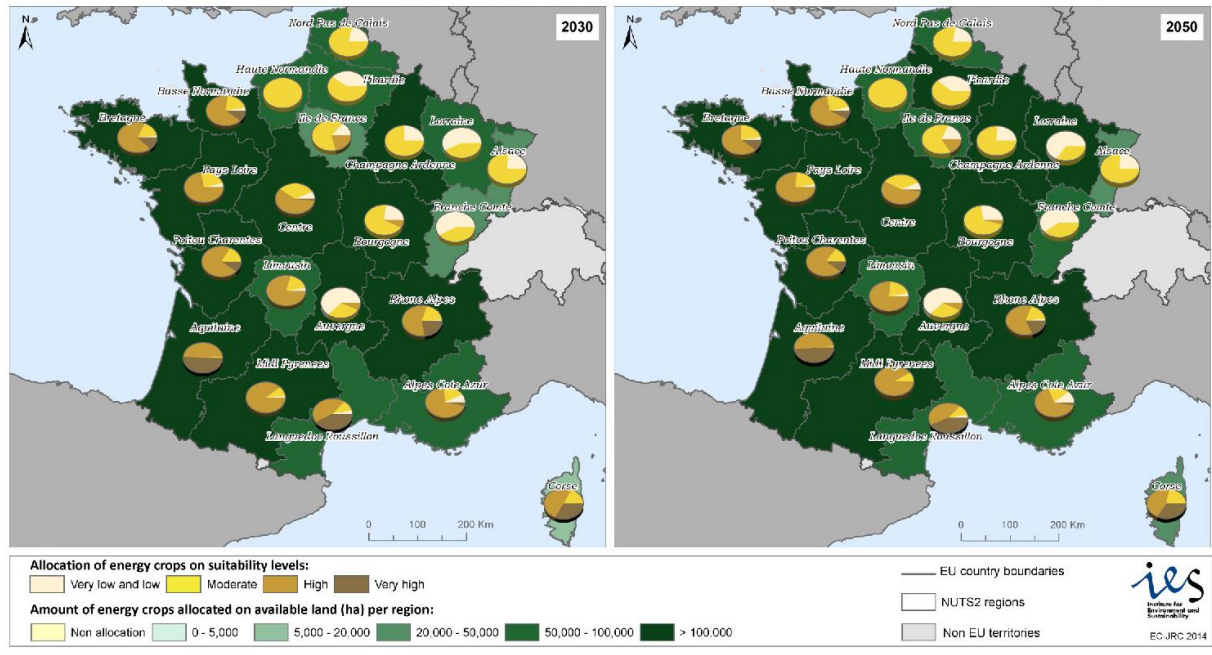 2030
N
Nord Pas de Calais
Haute Normandie
Picardie
Basse Normandie
Ile de France
Lorraine
Bretagne
Alsace
Champagne Ardenne
Pays Loire
Franche Comte
Centre
Bourgogne
Poitou Charentes
Limousin
Rhone Alpes
Auvergne
Aquitaine
Midi Pyrenees
Alpes Cote Azur
Languedoc Roussillon
Corse
0 100 200 Km
2050
N
Nord Pas de Calais
Haute Normandie
Picardie
Basse Normandie
Ile de France
Lorraine
Bretagne
Alsace
Champagne Ardenne
Pays Loire
Franche Comte
Centre
Bourgogne
Poitou Charentes
Limousin
Rhone Alpes
Auvergne
Aquitaine
Midi Pyrenees
Alpes Cote Azur
Languedoc Roussillon
Corse
0 100 200 Km
Allocation of energy crops on suitability levels:
Very low and low Moderate High Very high
Amount of energy crops allocated on available land (ha) per region:
Non allocation 0 - 5,000 5,000 - 20,000 20,000 - 50,000 50,000 - 100,000 > 100,000
EU country boundaries
NUTS2 regions
Non EU territories
ies
Institute for
Environment and
Sustainability
EC-JRC 2014